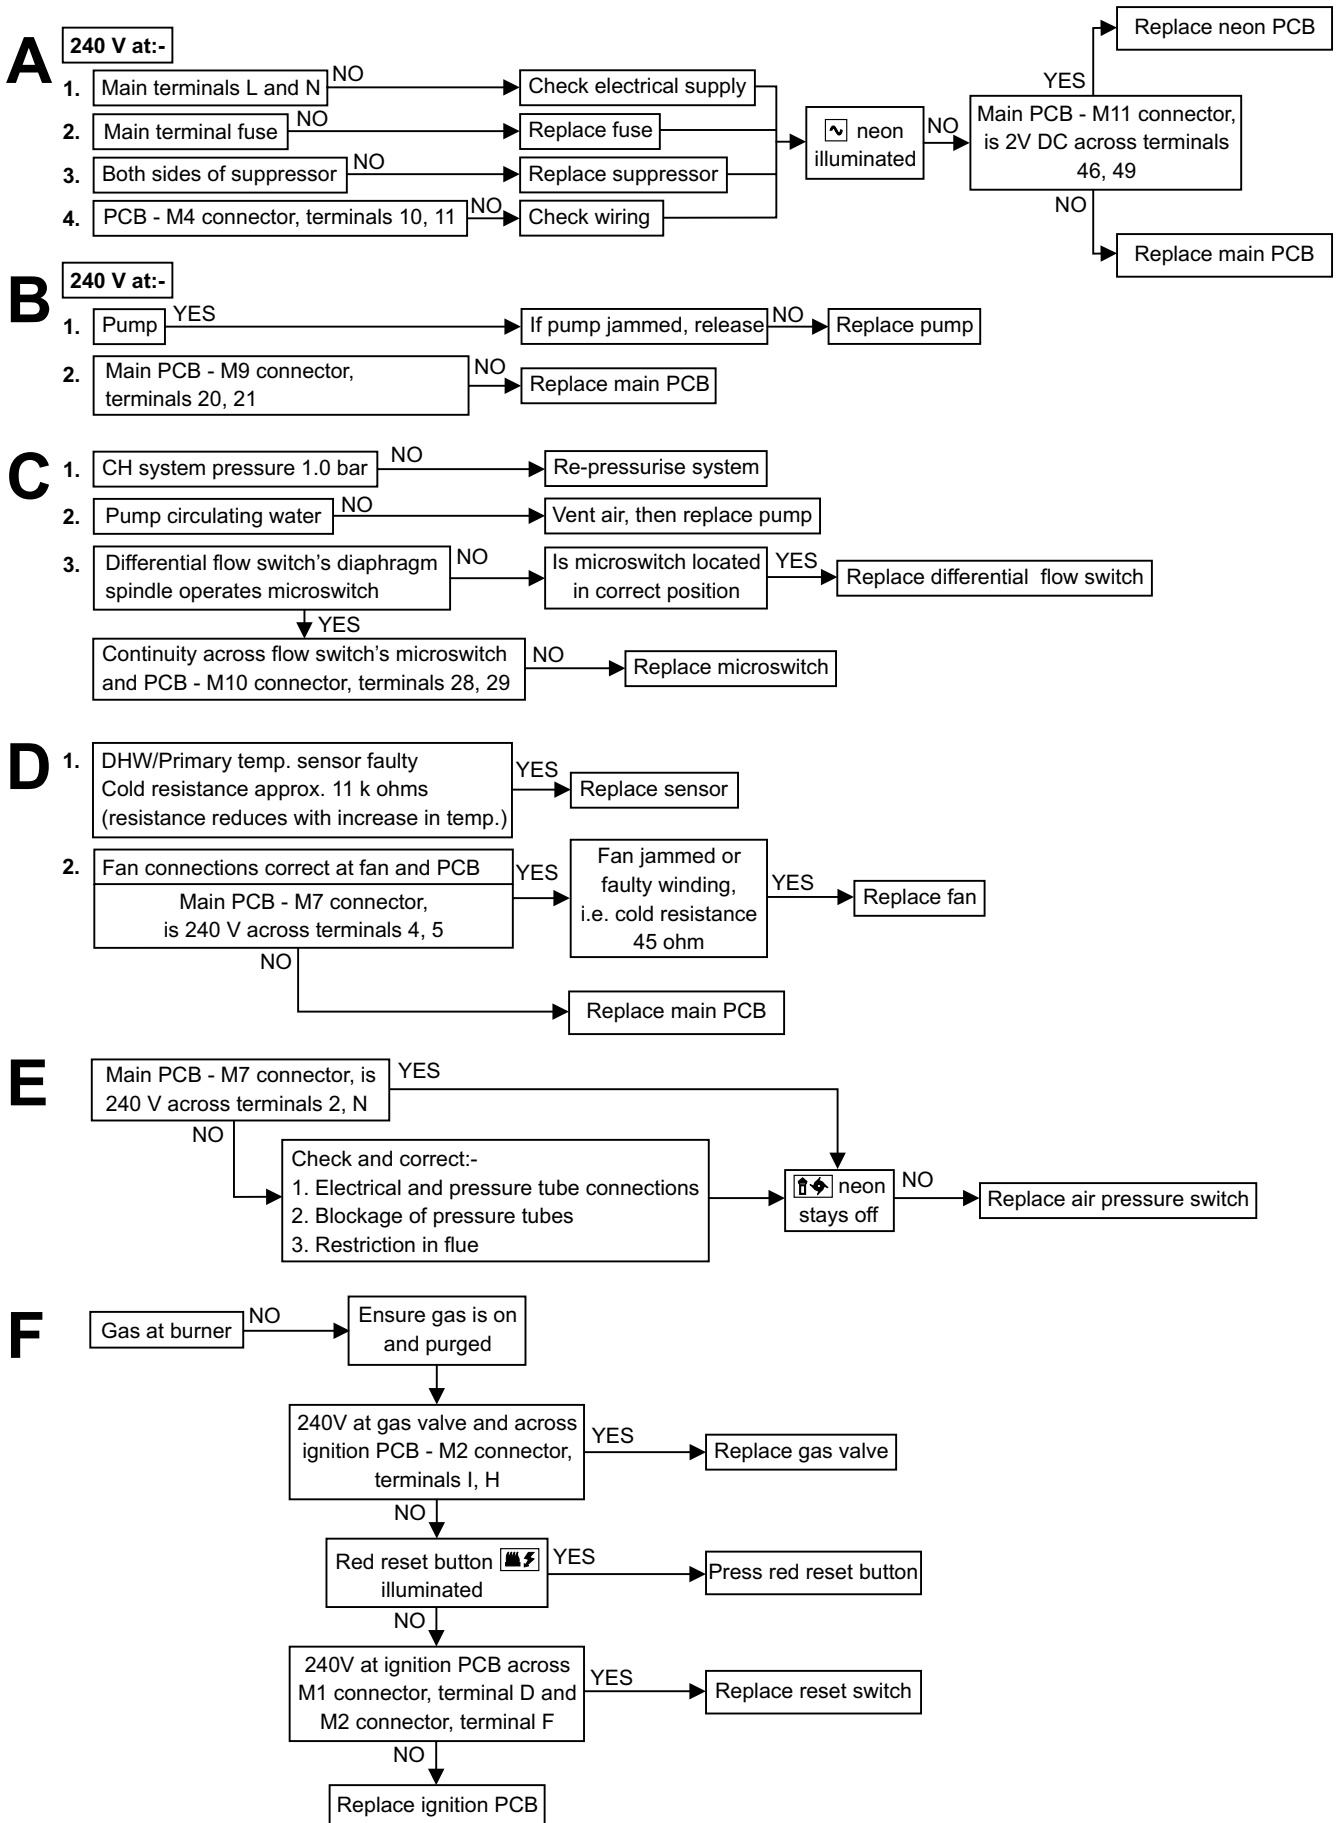 A
240 V at:-
1. Main terminals L and N
NO
Check electrical supply
2. Main terminal fuse
NO
Replace fuse
3. Both sides of suppressor
NO
Replace suppressor
4. PCB - M4 connector, terminals 10, 11
NO
Check wiring
neon
illuminated
NO
Main PCB - M11 connector,
is 2V DC across terminals
46, 49
YES
Replace neon PCB
NO
Replace main PCB
B
240 V at:-
1. Pump
YES
If pump jammed, release
NO
Replace pump
2. Main PCB - M9 connector,
terminals 20, 21
NO
Replace main PCB
C
1. CH system pressure 1.0 bar
NO
Re-pressurise system
2. Pump circulating water
NO
Vent air, then replace pump
3. Differential flow switch's diaphragm
spindle operates microswitch
NO
Is microswitch located
in correct position
YES
Replace differential flow switch
YES
Continuity across flow switch's microswitch
and PCB - M10 connector, terminals 28, 29
NO
Replace microswitch
D
1. DHW/Primary temp. sensor faulty
Cold resistance approx. 11 k ohms
(resistance reduces with increase in temp.)
YES
Replace sensor
2. Fan connections correct at fan and PCB
Main PCB - M7 connector,
is 240 V across terminals 4, 5
YES
Fan jammed or
faulty winding,
i.e. cold resistance
45 ohm
YES
Replace fan
NO
Replace main PCB
E
Main PCB - M7 connector, is
240 V across terminals 2, N
YES
NO
Check and correct:-
1. Electrical and pressure tube connections
2. Blockage of pressure tubes
3. Restriction in flue
neon
stays off
NO
Replace air pressure switch
F
Gas at burner
NO
Ensure gas is on
and purged
240V at gas valve and across
ignition PCB - M2 connector,
terminals I, H
YES
Replace gas valve
NO
Red reset button
illuminated
YES
Press red reset button
NO
240V at ignition PCB across
M1 connector, terminal D and
M2 connector, terminal F
YES
Replace reset switch
NO
Replace ignition PCB